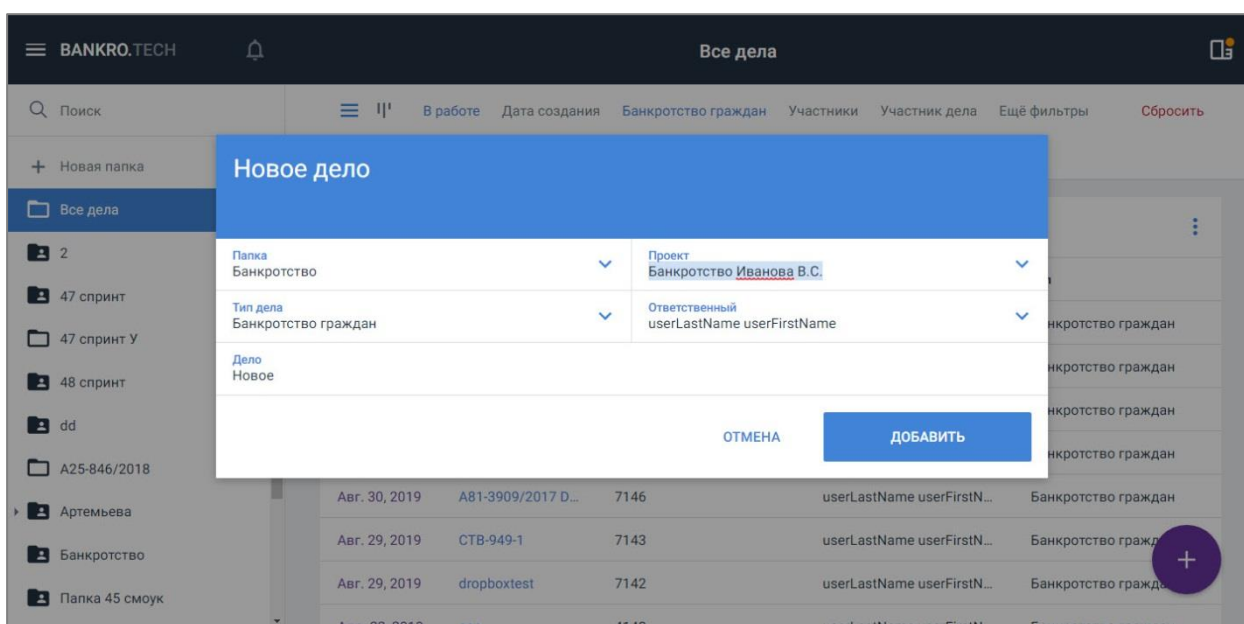 BANKRO.TECH
Все дела
Поиск
В работе Дата создания Банкротство граждан Участники Участник дела Ещё фильтры Сбросить
Новая папка
Новое дело
Все дела
2
47 спринт
47 спринт У
48 спринт
dd
A25-846/2018
Артемьева
Банкротство
Папка 45 смоук
Папка
Банкротство
Проект
Банкротство Иванова В.С.
Тип дела
Банкротство граждан
Ответственный
userLastName userFirstName
Дело
Новое
ОТМЕНА ДОБАВИТЬ
нкротство граждан
нкротство граждан
нкротство граждан
нкротство граждан
Авг. 30, 2019 A81-3909/2017 D... 7146 userLastName userFirstN... Банкротство граждан
Авг. 29, 2019 СТВ-949-1 7143 userLastName userFirstN... Банкротство гражд
Авг. 29, 2019 dropboxtest 7142 userLastName userFirstN... Банкротство гражд